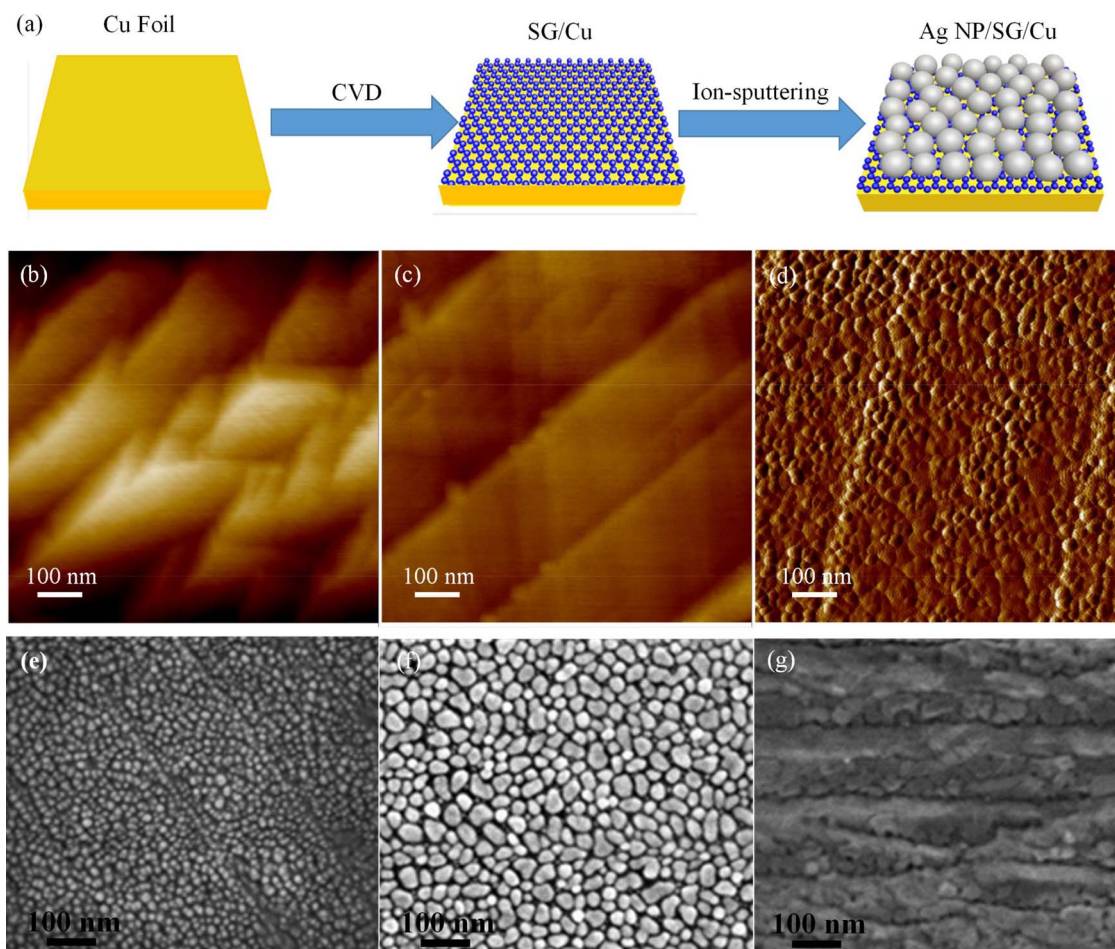 (a)
Cu Foil
SG/Cu
Ag NP/SG/Cu
CVD
Ion-sputtering
(b)
(c)
(d)
100 nm
100 nm
100 nm
(e)
(f)
(g)
100 nm
100 nm
100 nm